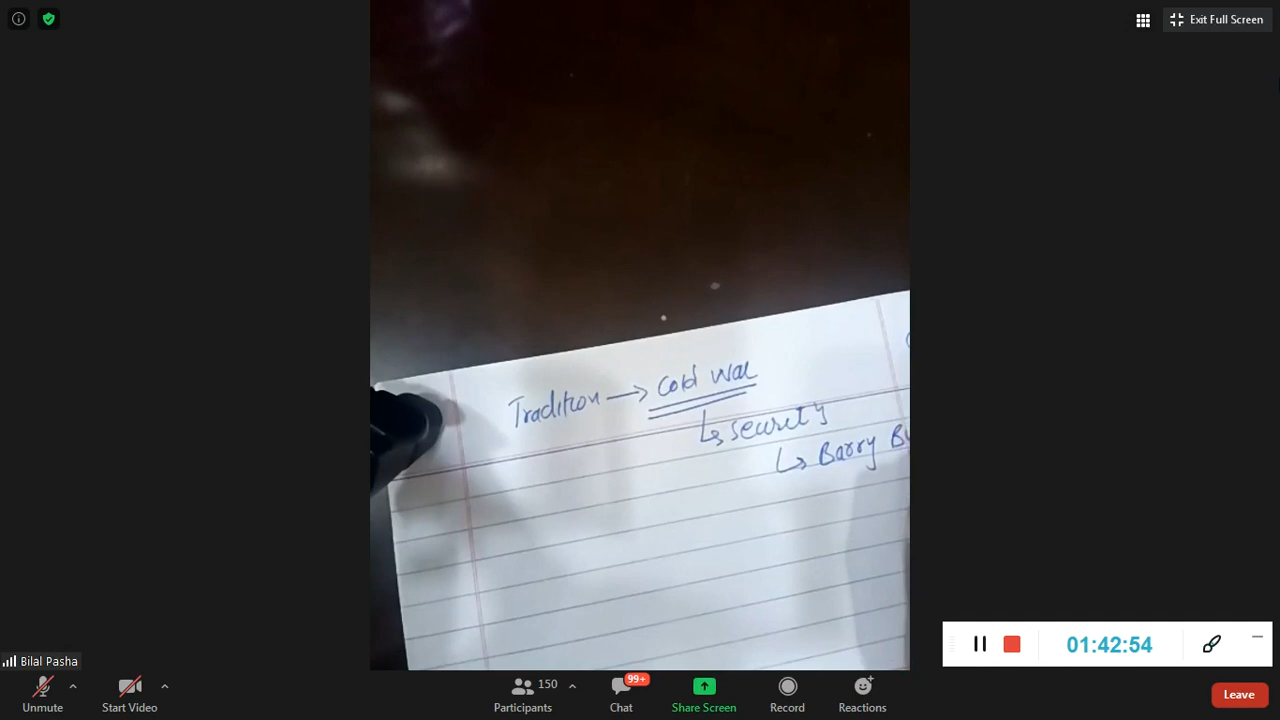 Exit Full Screen
Tradition → Cold War
↳ Security
↳ Barry
01:42:54
Bilal Pasha
Unmute
Start Video
150
Participants
99+
Chat
Share Screen
Record
Reactions
Leave